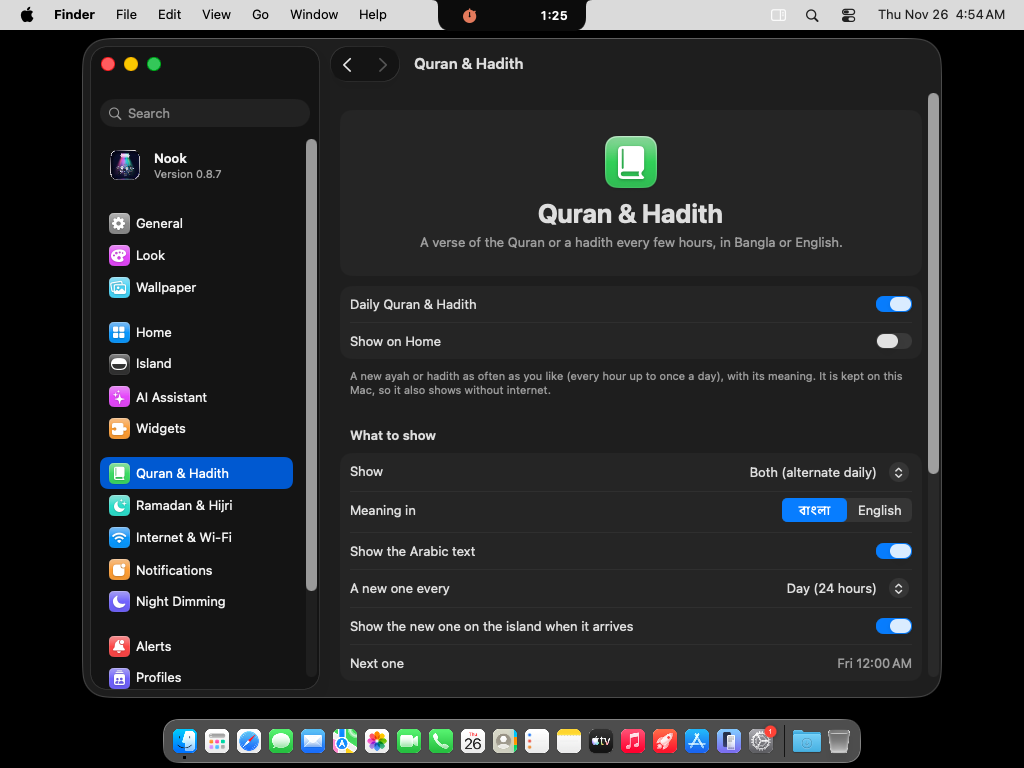 Finder File Edit View Go Window Help 1:25 Thu Nov 26 4:54 AM
Quran & Hadith
Search
Nook
Version 0.8.7
General
Look
Wallpaper
Home
Island
AI Assistant
Widgets
Quran & Hadith
Ramadan & Hijri
Internet & Wi-Fi
Notifications
Night Dimming
Alerts
Profiles
Quran & Hadith
A verse of the Quran or a hadith every few hours, in Bangla or English.
Daily Quran & Hadith
Show on Home
A new ayah or hadith as often as you like (every hour up to once a day), with its meaning. It is kept on this
Mac, so it also shows without internet.
What to show
Show Both (alternate daily)
Meaning in বাংলা English
Show the Arabic text
A new one every Day (24 hours)
Show the new one on the island when it arrives
Next one Fri 12:00 AM
Thu
26
tv
1